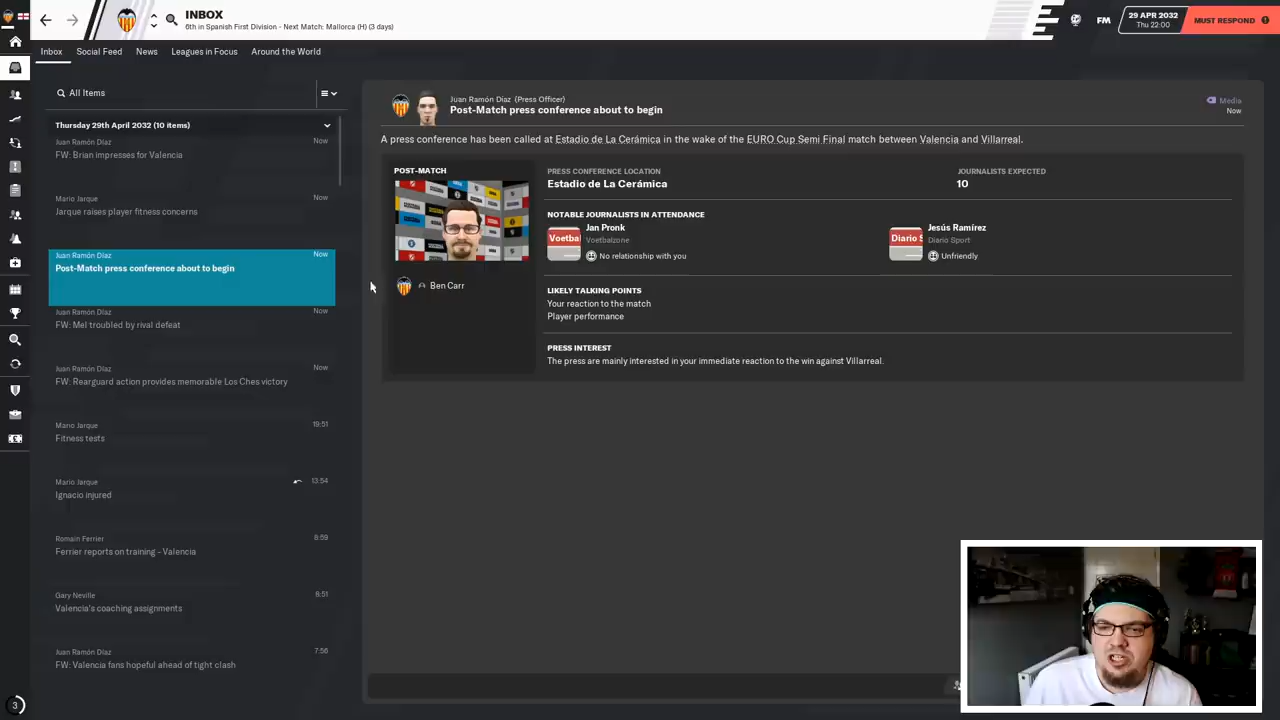 INBOX
6th in Spanish First Division - Next Match: Mallorca (H) (3 days)
FM
29 APR 2032
Thu 22:00
MUST RESPOND
Inbox
Social Feed
News
Leagues in Focus
Around the World
All Items
Thursday 29th April 2032 (10 items)
Juan Ramón Díaz
Now
FW: Brian impresses for Valencia
Mario Jarque
Now
Jarque raises player fitness concerns
Juan Ramón Díaz
Now
Post-Match press conference about to begin
Juan Ramón Díaz
Now
FW: Mel troubled by rival defeat
Juan Ramón Díaz
Now
FW: Rearguard action provides memorable Los Ches victory
Mario Jarque
19:51
Fitness tests
Mario Jarque
13:54
Ignacio injured
Romain Ferrier
8:59
Ferrier reports on training - Valencia
Gary Neville
8:51
Valencia's coaching assignments
Juan Ramón Díaz
7:56
FW: Valencia fans hopeful ahead of tight clash
3
Juan Ramón Díaz (Press Officer)
Post-Match press conference about to begin
Media
Now
A press conference has been called at Estadio de La Cerámica in the wake of the EURO Cup Semi Final match between Valencia and Villarreal.
POST-MATCH
Ben Carr
PRESS CONFERENCE LOCATION
Estadio de La Cerámica
JOURNALISTS EXPECTED
10
NOTABLE JOURNALISTS IN ATTENDANCE
Voetba
Jan Pronk
Voetbalzone
No relationship with you
Diario S
Jesús Ramírez
Diario Sport
Unfriendly
LIKELY TALKING POINTS
Your reaction to the match
Player performance
PRESS INTEREST
The press are mainly interested in your immediate reaction to the win against Villarreal.